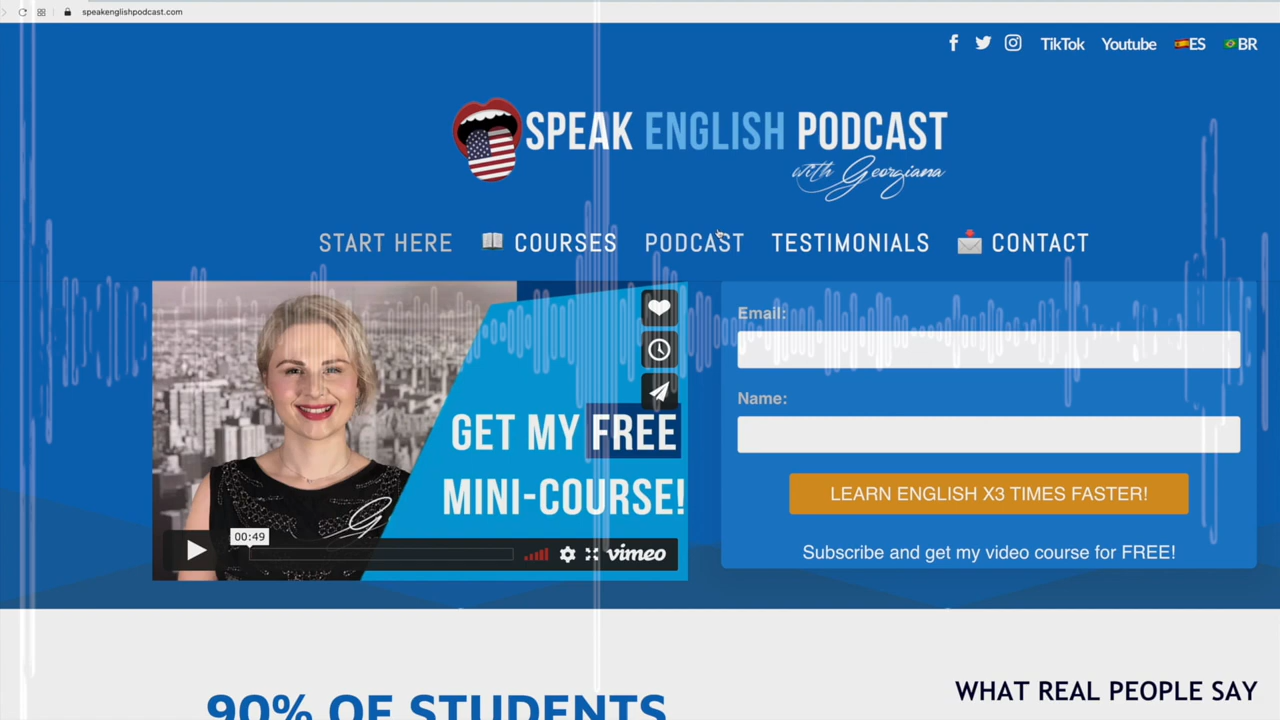 speakenglishpodcast.com
TikTok Youtube ES BR
SPEAK ENGLISH PODCAST
with Georgiana
START HERE COURSES PODCAST TESTIMONIALS CONTACT
GET MY FREE
MINI-COURSE!
G
00:49
vimeo
Email:
Name:
LEARN ENGLISH X3 TIMES FASTER!
Subscribe and get my video course for FREE!
90% OF STUDENTS
WHAT REAL PEOPLE SAY